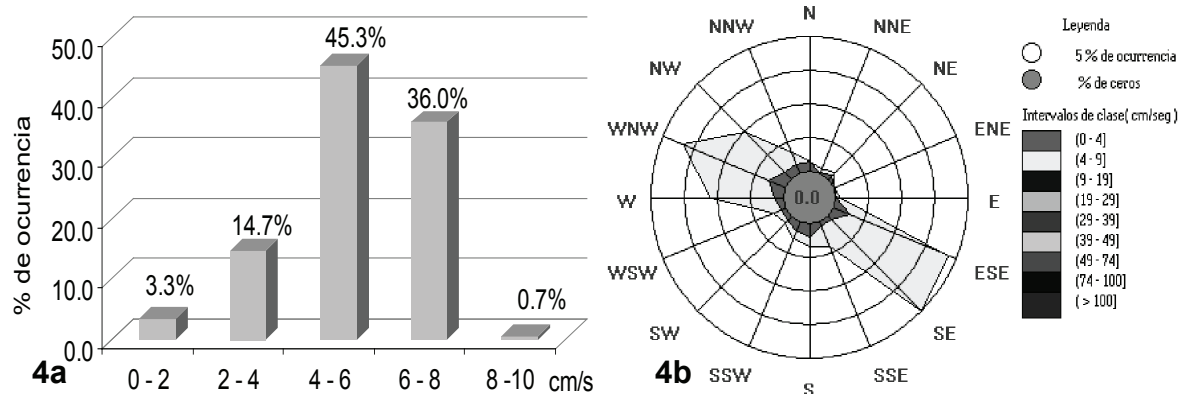 50.0
40.0
30.0
20.0
10.0
0.0
% de ocurrencia
3.3%
14.7%
45.3%
36.0%
0.7%
0 - 2
2 - 4
4 - 6
6 - 8
8 -10
cm/s
4a
N
NNE
NE
ENE
E
ESE
SE
SSE
S
SSW
SW
WSW
W
WNW
NW
NNW
0.0
4b
Leyenda
5 % de ocurrencia
% de ceros
Intervalos de clase( cm/seg )
(0 - 4]
(4 - 9]
(9 - 19]
(19 - 29]
(29 - 39]
(39 - 49]
(49 - 74]
(74 - 100]
( > 100]